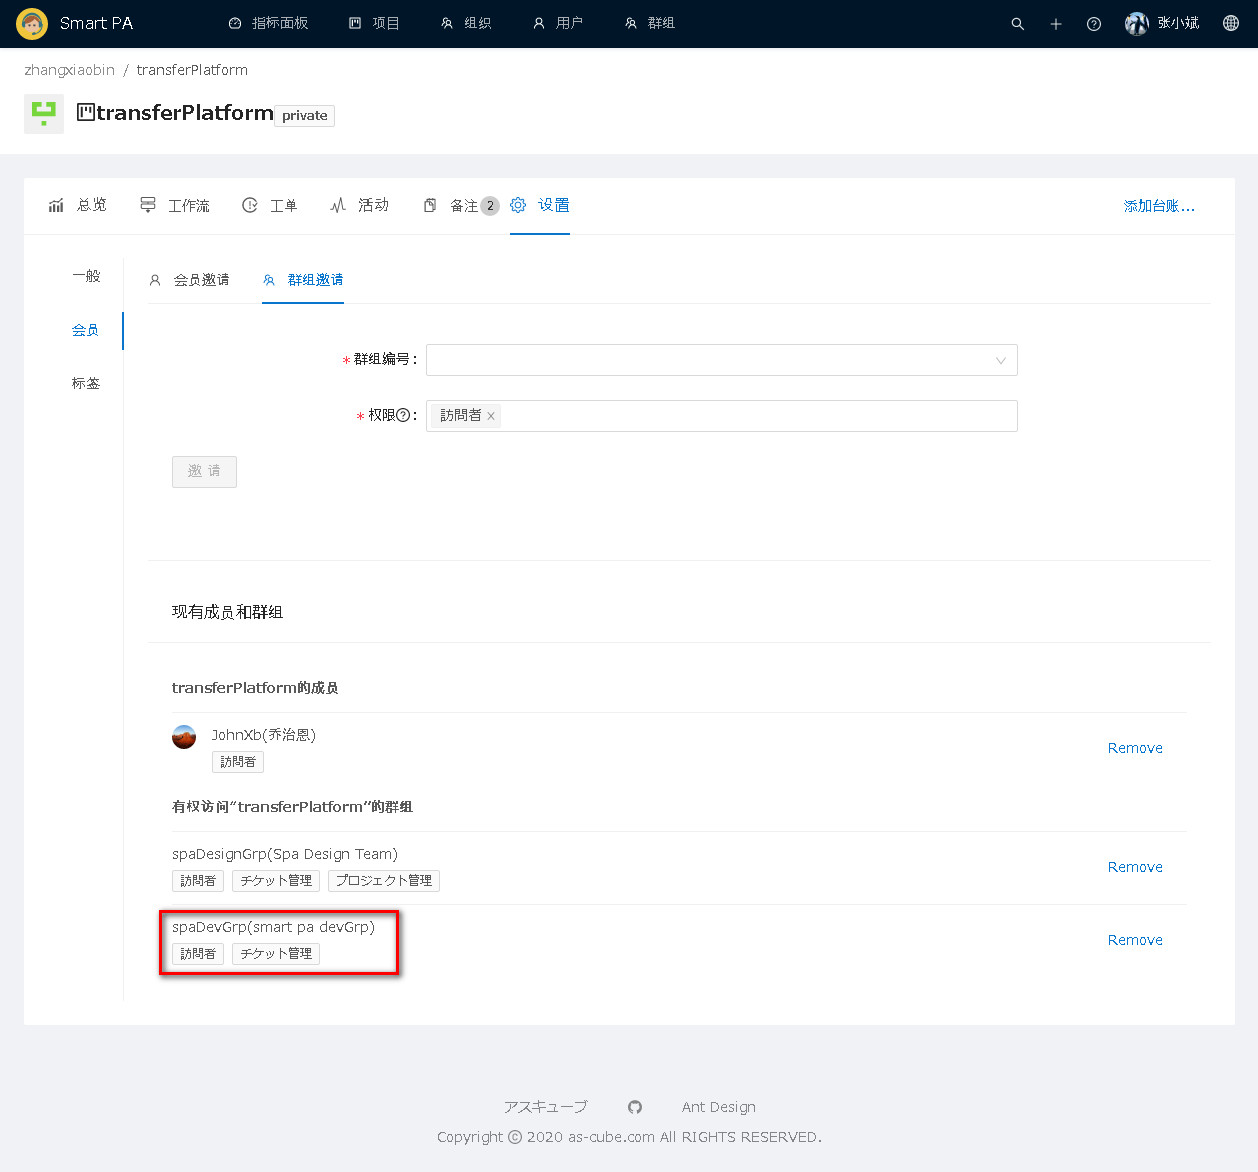 Smart PA 指标面板 项目 组织 用户 群组 张小斌
zhangxiaobin / transferPlatform
transferPlatform private
总览 工作流 工单 活动 备注 2 设置 添加台账...
一般
会员
标签
会员邀请 群组邀请
* 群组编号 :
* 权限 : 訪問者
邀 请
现有成员和群组
transferPlatform的成员
JohnXb(乔治恩)
訪問者
Remove
有权访问“transferPlatform”的群组
spaDesignGrp(Spa Design Team)
訪問者 チケット管理 プロジェクト管理
Remove
spaDevGrp(smart pa devGrp)
訪問者 チケット管理
Remove
アスキューブ Ant Design
Copyright © 2020 as-cube.com All RIGHTS RESERVED.